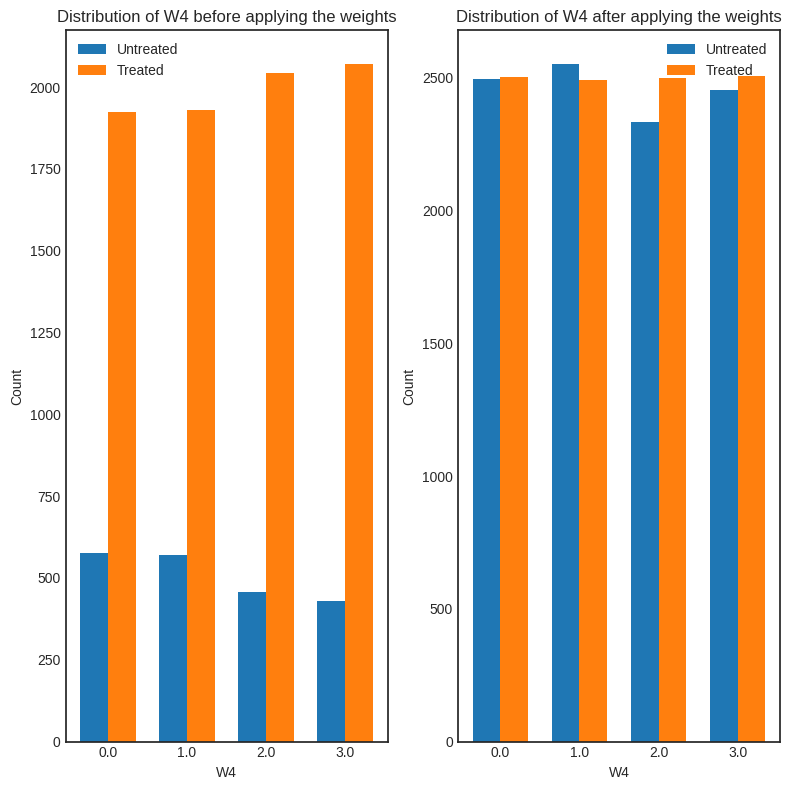 Distribution of W4 before applying the weights
Untreated
Treated
2000
1750
1500
1250
1000
750
500
250
0
Count
0.0 1.0 2.0 3.0
W4
Distribution of W4 after applying the weights
Untreated
Treated
2500
2000
1500
1000
500
0
Count
0.0 1.0 2.0 3.0
W4